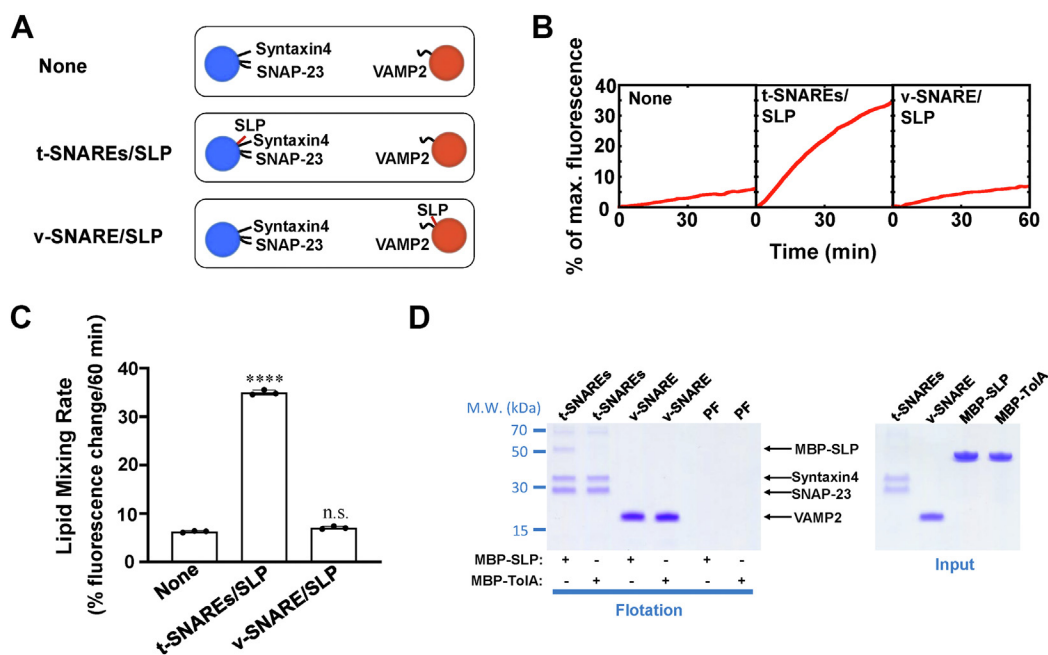 A
None
Syntaxin4
SNAP-23
VAMP2
t-SNAREs/SLP
SLP
Syntaxin4
SNAP-23
VAMP2
v-SNARE/SLP
Syntaxin4
SNAP-23
SLP
VAMP2
B
% of max. fluorescence
40
30
20
10
0
None
t-SNAREs/
SLP
v-SNARE/
SLP
0 30 0 30 0 30 60
Time (min)
C
Lipid Mixing Rate
(% fluorescence change/60 min)
40
30
20
10
0
****
n.s.
None
t-SNAREs/SLP
v-SNARE/SLP
D
M.W. (kDa)
t-SNAREs
t-SNAREs
v-SNARE
v-SNARE
PF
PF
70
50
30
15
MBP-SLP
Syntaxin4
SNAP-23
VAMP2
MBP-SLP: + - + - + -
MBP-TolA: - + - + - +
Flotation
t-SNAREs
v-SNARE
MBP-SLP
MBP-TolA
Input